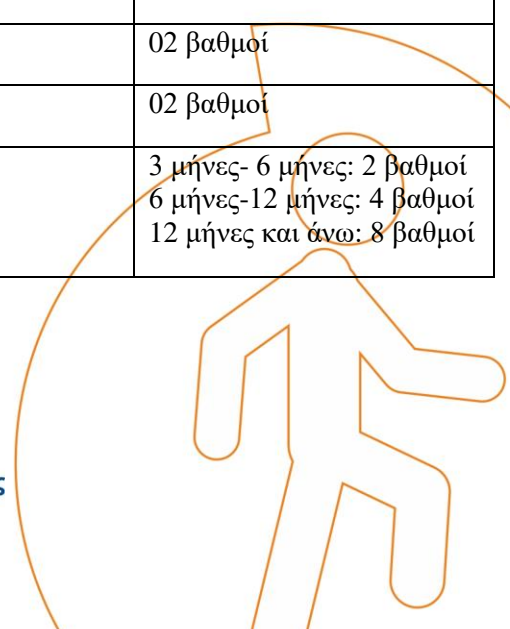 02 βαθμοί
02 βαθμοί
3 μήνες- 6 μήνες: 2 βαθμοί
6 μήνες-12 μήνες: 4 βαθμοί
12 μήνες και άνω: 8 βαθμοί
ς